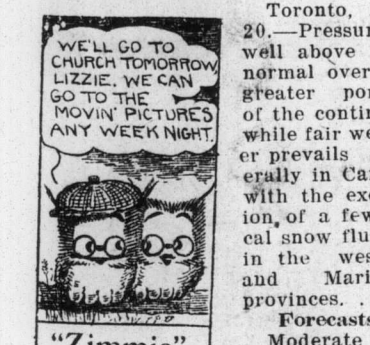 WE'LL GO TO
CHURCH TOMORROW,
LIZZIE. WE CAN
GO TO THE
MOVIN' PICTURES
ANY WEEK NIGHT.
"Zimmie"
Toronto,
20.—Pressur
well above
normal over
greater por
of the contin
while fair we
er prevails
erally in Ca
with the ex
ion of a few
cal snow flu
in the wes
and Mari
provinces. .
Forecasts
Moderate